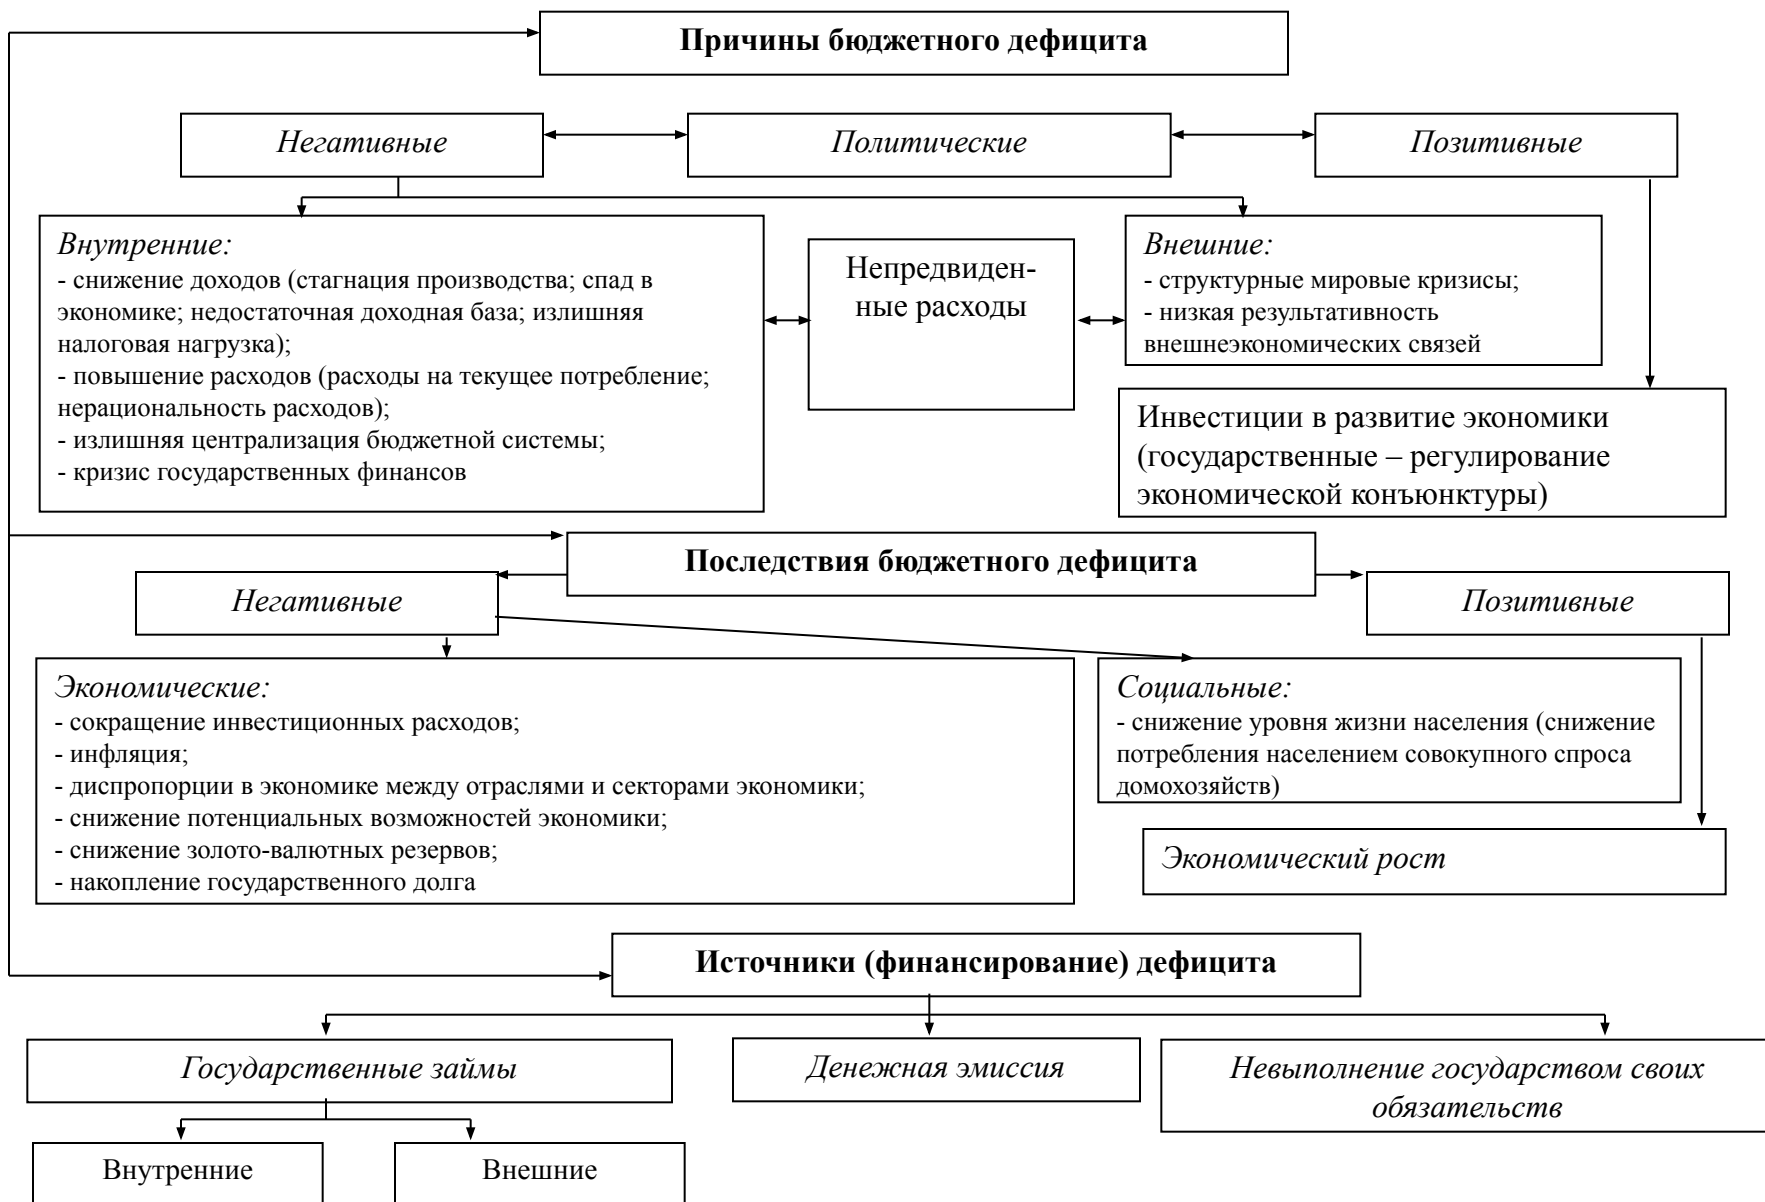 Причины бюджетного дефицита
Негативные
Политические
Позитивные
Внутренние:
- снижение доходов (стагнация производства; спад в
экономике; недостаточная доходная база; излишняя
налоговая нагрузка);
- повышение расходов (расходы на текущее потребление;
нерациональность расходов);
- излишняя централизация бюджетной системы;
- кризис государственных финансов
Непредвиден-
ные расходы
Внешние:
- структурные мировые кризисы;
- низкая результативность
внешнеэкономических связей
Инвестиции в развитие экономики
(государственные – регулирование
экономической конъюнктуры)
Последствия бюджетного дефицита
Негативные
Позитивные
Экономические:
- сокращение инвестиционных расходов;
- инфляция;
- диспропорции в экономике между отраслями и секторами экономики;
- снижение потенциальных возможностей экономики;
- снижение золото-валютных резервов;
- накопление государственного долга
Социальные:
- снижение уровня жизни населения (снижение
потребления населением совокупного спроса
домохозяйств)
Экономический рост
Источники (финансирование) дефицита
Государственные займы
Денежная эмиссия
Невыполнение государством своих
обязательств
Внутренние
Внешние